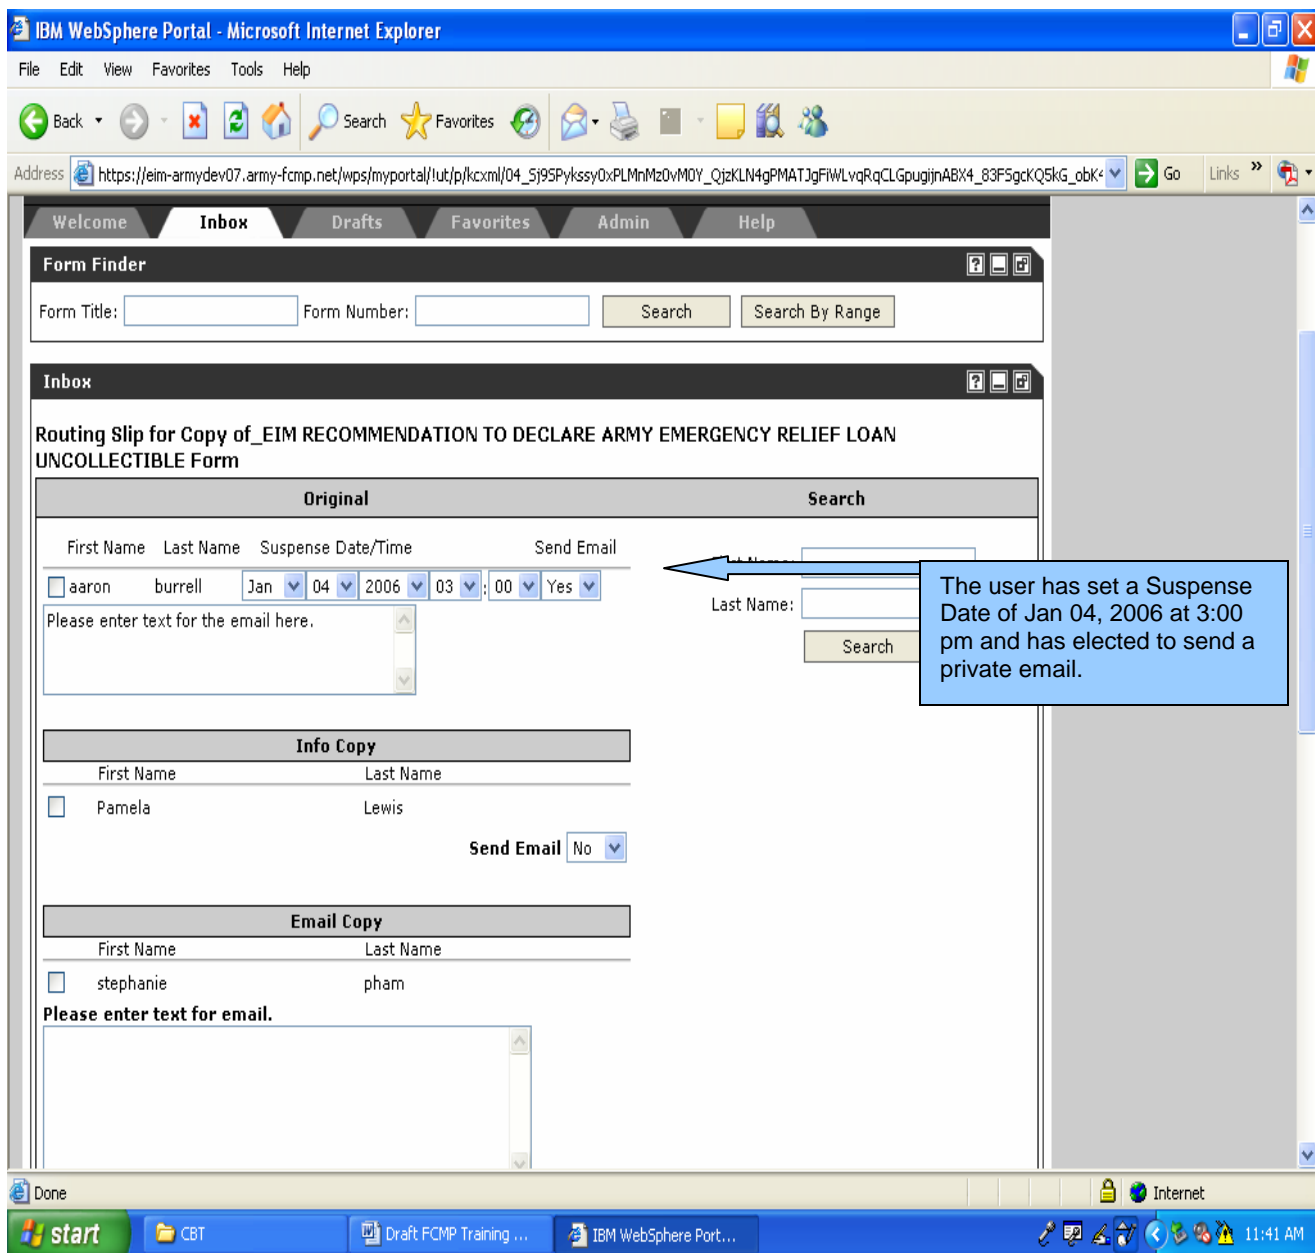 IBM WebSphere Portal - Microsoft Internet Explorer
File Edit View Favorites Tools Help
Back Search Favorites
Address https://eim-armydev07.army-fcmp.net/wps/myportal/!ut/p/kcxml/ Go Links »
Welcome Inbox Drafts Favorites Admin Help
Form Finder
Form Title: Form Number: Search Search By Range
Inbox
Routing Slip for Copy of_EIM RECOMMENDATION TO DECLARE ARMY EMERGENCY RELIEF LOAN
UNCOLLECTIBLE Form
Original Search
First Name Last Name Suspense Date/Time Send Email
aaron burrell Jan 04 2006 03 : 00 Yes
Please enter text for the email here.
Last Name:
Search
The user has set a Suspense
Date of Jan 04, 2006 at 3:00
pm and has elected to send a
private email.
Info Copy
First Name Last Name
Pamela Lewis
Send Email No
Email Copy
First Name Last Name
stephanie pham
Please enter text for email.
Done Internet
start CBT Draft FCMP Training ... IBM WebSphere Port... 11:41 AM